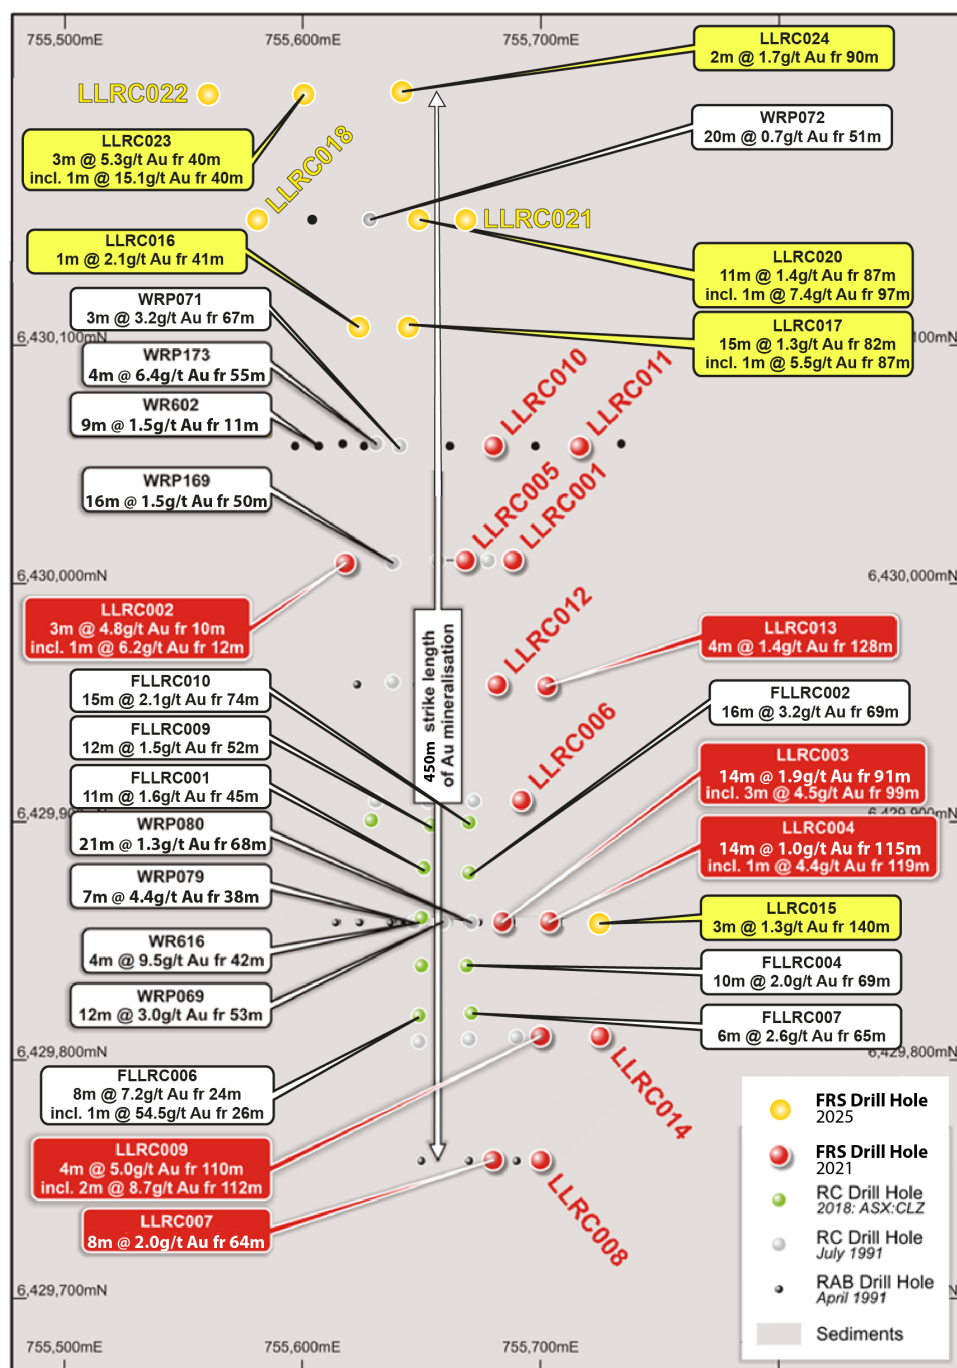 755,500mE
755,600mE
755,700mE
LLRC024
2m @ 1.7g/t Au fr 90m
LLRC022
WRP072
20m @ 0.7g/t Au fr 51m
LLRC023
3m @ 5.3g/t Au fr 40m
incl. 1m @ 15.1g/t Au fr 40m
LLRC018
LLRC021
LLRC016
1m @ 2.1g/t Au fr 41m
LLRC020
11m @ 1.4g/t Au fr 87m
incl. 1m @ 7.4g/t Au fr 97m
WRP071
3m @ 3.2g/t Au fr 67m
LLRC017
15m @ 1.3g/t Au fr 82m
incl. 1m @ 5.5g/t Au fr 87m
6,430,100mN
100mN
WRP173
4m @ 6.4g/t Au fr 55m
LLRC010
LLRC011
WR602
9m @ 1.5g/t Au fr 11m
WRP169
16m @ 1.5g/t Au fr 50m
LLRC005
LLRC001
6,430,000mN
6,430,000mN
LLRC002
3m @ 4.8g/t Au fr 10m
incl. 1m @ 6.2g/t Au fr 12m
LLRC012
LLRC013
4m @ 1.4g/t Au fr 128m
450m strike length
of Au mineralisation
FLLRC010
15m @ 2.1g/t Au fr 74m
FLLRC002
16m @ 3.2g/t Au fr 69m
FLLRC009
12m @ 1.5g/t Au fr 52m
LLRC006
LLRC003
14m @ 1.9g/t Au fr 91m
incl. 3m @ 4.5g/t Au fr 99m
FLLRC001
11m @ 1.6g/t Au fr 45m
6,429,900mN
6,429,900mN
WRP080
21m @ 1.3g/t Au fr 68m
LLRC004
14m @ 1.0g/t Au fr 115m
incl. 1m @ 4.4g/t Au fr 119m
WRP079
7m @ 4.4g/t Au fr 38m
LLRC015
3m @ 1.3g/t Au fr 140m
WR616
4m @ 9.5g/t Au fr 42m
FLLRC004
10m @ 2.0g/t Au fr 69m
WRP069
12m @ 3.0g/t Au fr 53m
FLLRC007
6m @ 2.6g/t Au fr 65m
6,429,800mN
6,429,800mN
FLLRC006
8m @ 7.2g/t Au fr 24m
incl. 1m @ 54.5g/t Au fr 26m
LLRC014
LLRC009
4m @ 5.0g/t Au fr 110m
incl. 2m @ 8.7g/t Au fr 112m
LLRC007
8m @ 2.0g/t Au fr 64m
LLRC008
FRS Drill Hole
2025
FRS Drill Hole
2021
RC Drill Hole
2018: ASX:CLZ
RC Drill Hole
July 1991
RAB Drill Hole
April 1991
Sediments
6,429,700mN
755,500mE
755,600mE
755,700mE